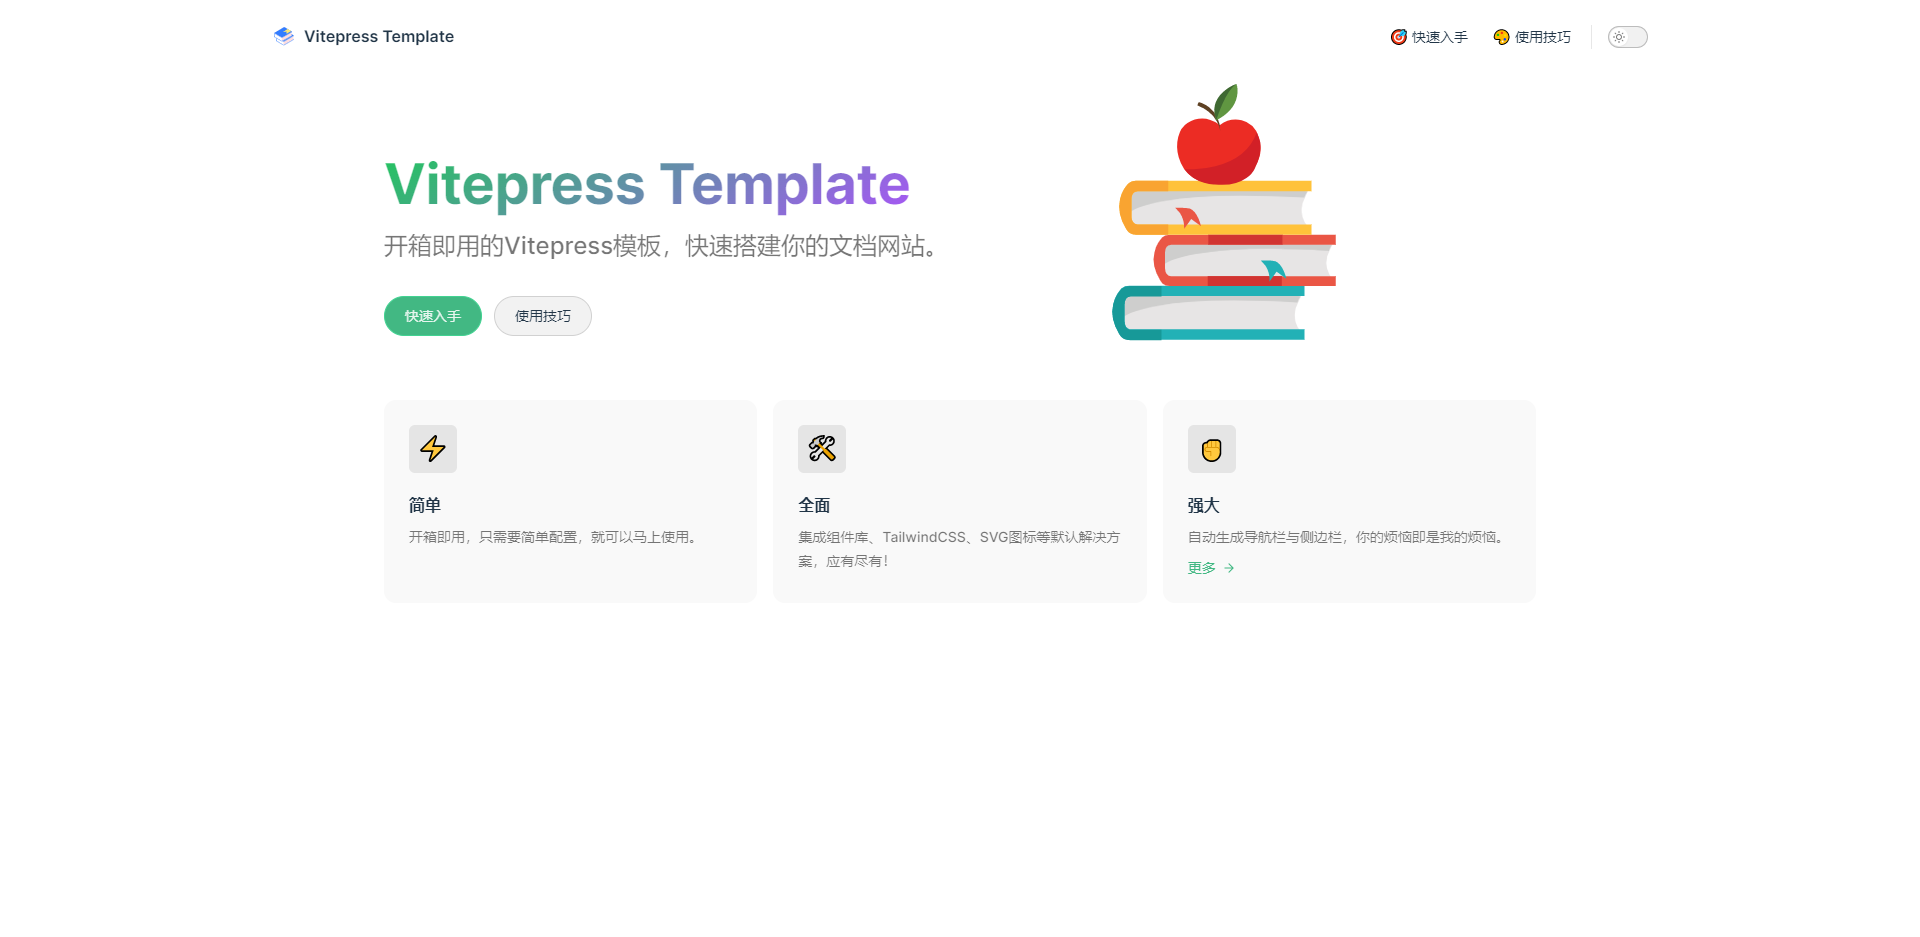 Vitepress Template
🎯 快速入手
🎨 使用技巧
Vitepress Template
开箱即用的Vitepress模板，快速搭建你的文档网站。
快速入手
使用技巧
简单
开箱即用，只需要简单配置，就可以马上使用。
全面
集成组件库、TailwindCSS、SVG图标等默认解决方
案，应有尽有！
强大
自动生成导航栏与侧边栏，你的烦恼即是我的烦恼。
更多 →